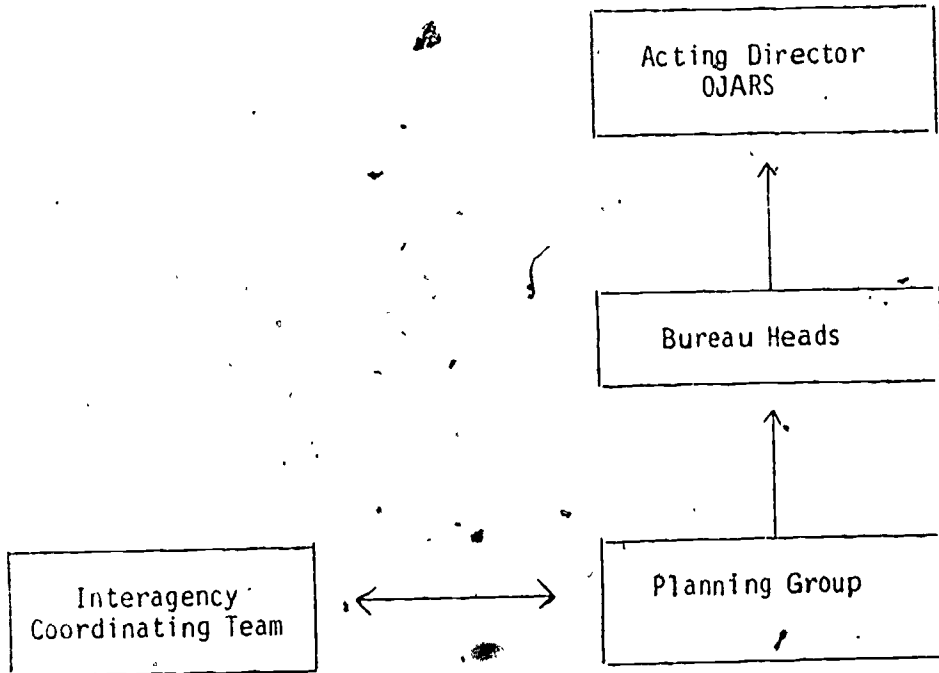 Acting Director
OJARS
Bureau Heads
Planning Group
Interagency
Coordinating Team